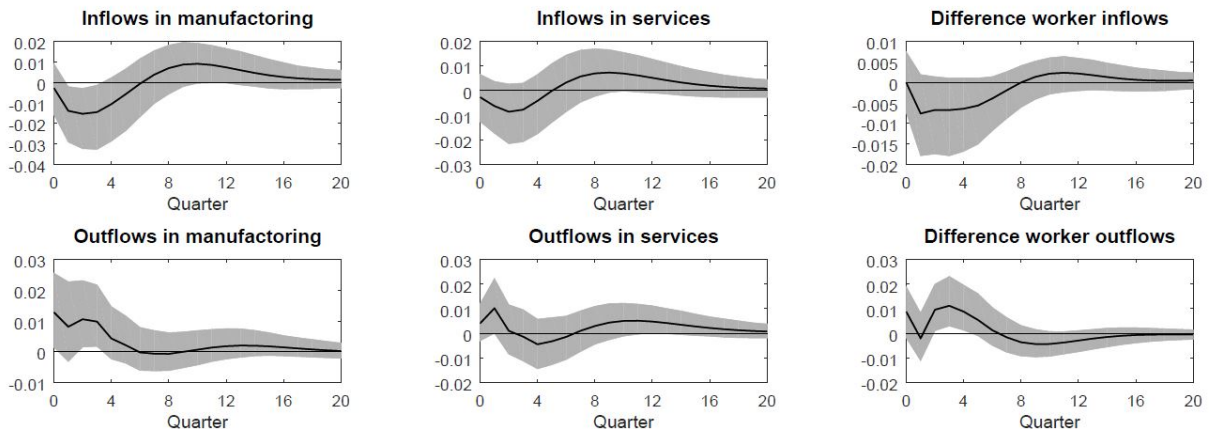 Inflows in manufactoring
0.02
0.01
0
-0.01
-0.02
-0.03
-0.04
0 4 8 12 16 20
Quarter
Inflows in services
0.02
0.01
0
-0.01
-0.02
-0.03
0 4 8 12 16 20
Quarter
Difference worker inflows
0.01
0.005
0
-0.005
-0.01
-0.015
-0.02
0 4 8 12 16 20
Quarter
Outflows in manufactoring
0.03
0.02
0.01
0
-0.01
0 4 8 12 16 20
Quarter
Outflows in services
0.03
0.02
0.01
0
-0.01
-0.02
0 4 8 12 16 20
Quarter
Difference worker outflows
0.03
0.02
0.01
0
-0.01
-0.02
0 4 8 12 16 20
Quarter